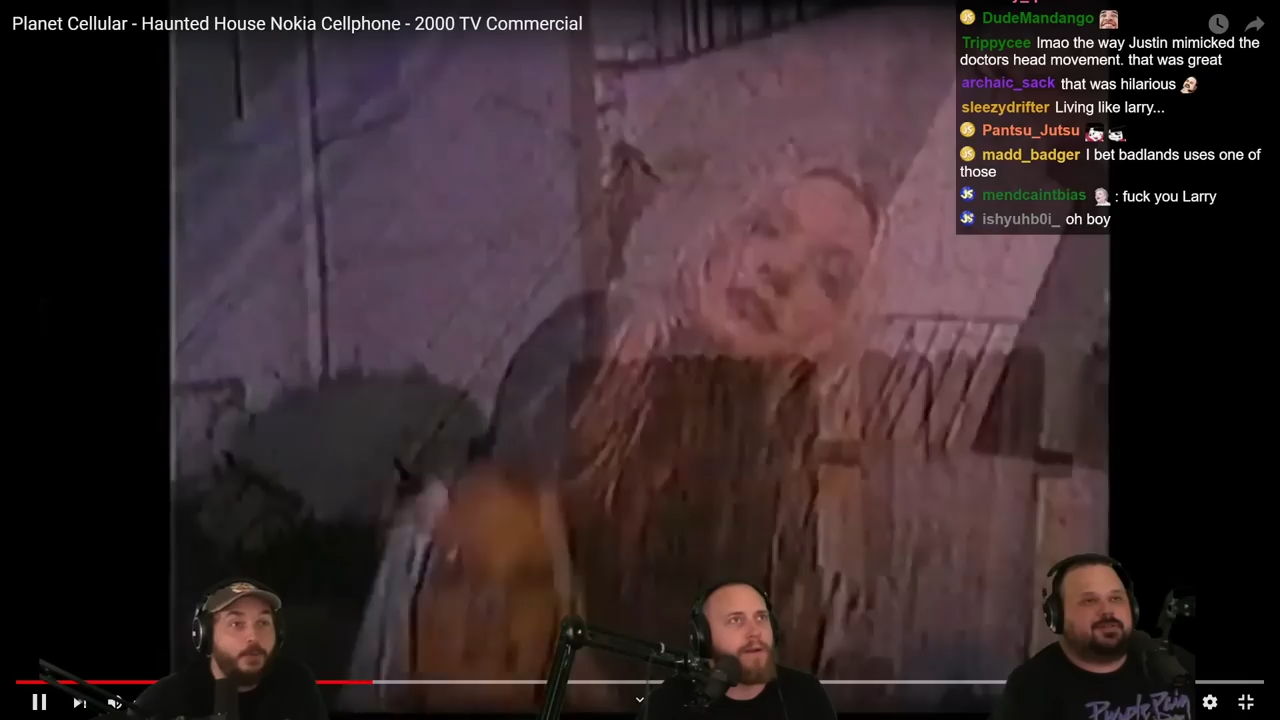 Planet Cellular - Haunted House Nokia Cellphone - 2000 TV Commercial
DudeMandango
Trippycee lmao the way Justin mimicked the
doctors head movement. that was great
archaic_sack that was hilarious
sleezydrifter Living like larry...
Pantsu_Jutsu
madd_badger I bet badlands uses one of
those
mendcaintbias : fuck you Larry
ishyuhb0i_ oh boy
Purple Rain